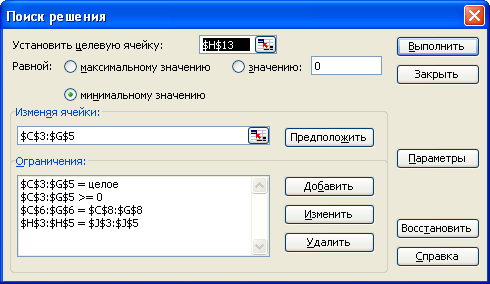 Поиск решения
Установить целевую ячейку: $H$13
Выполнить
Равной: максимальному значению значению: 0
Закрыть
минимальному значению
Изменяя ячейки:
$C$3:$G$5
Предположить
Ограничения:
Параметры
$C$3:$G$5 = целое
Добавить
$C$3:$G$5 >= 0
$C$6:$G$6 = $C$8:$G$8
Изменить
$H$3:$H$5 = $J$3:$J$5
Восстановить
Удалить
Справка